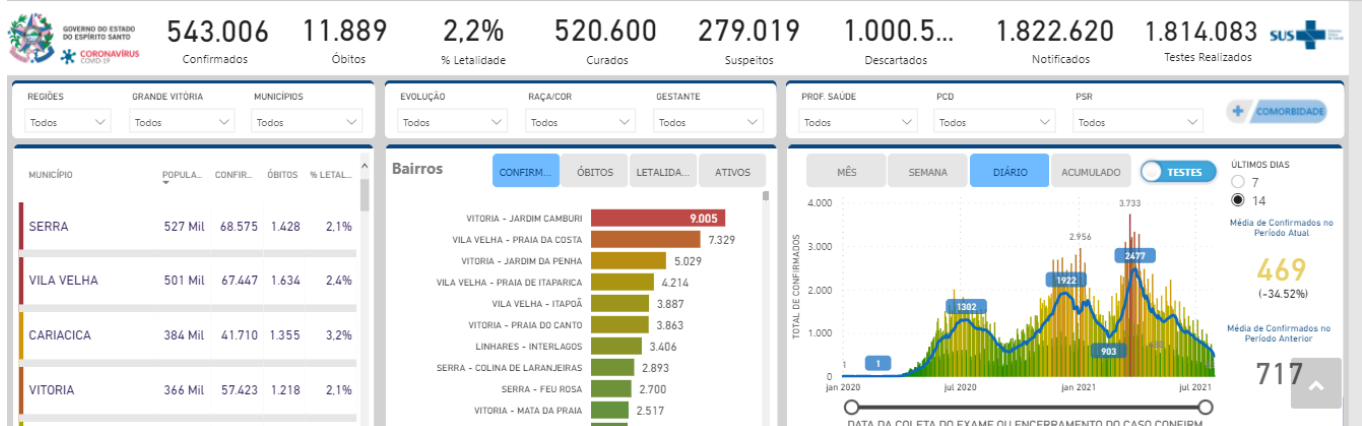 GOVERNO DO ESTADO
DO ESPÍRITO SANTO
CORONAVÍRUS
COVID-19
543.006
Confirmados
11.889
Óbitos
2,2%
% Letalidade
520.600
Curados
279.019
Suspeitos
1.000.5...
Descartados
1.822.620
Notificados
1.814.083
Testes Realizados
SUS
REGIÕES GRANDE VITÓRIA MUNICÍPIOS
Todos Todos Todos
EVOLUÇÃO RAÇA/COR GESTANTE
Todos Todos Todos
PROF. SAÚDE PCD PSR
Todos Todos Todos
+ COMORBIDADE
MUNICÍPIO POPULA... CONFIR... ÓBITOS % LETAL...
SERRA 527 Mil 68.575 1.428 2,1%
VILA VELHA 501 Mil 67.447 1.634 2,4%
CARIACICA 384 Mil 41.710 1.355 3,2%
VITORIA 366 Mil 57.423 1.218 2,1%
Bairros CONFIRM... ÓBITOS LETALIDA... ATIVOS
VITORIA - JARDIM CAMBURI 9.005
VILA VELHA - PRAIA DA COSTA 7.329
VITORIA - JARDIM DA PENHA 5.029
VILA VELHA - PRAIA DE ITAPARICA 4.214
VILA VELHA - ITAPOÃ 3.887
VITORIA - PRAIA DO CANTO 3.863
LINHARES - INTERLAGOS 3.406
SERRA - COLINA DE LARANJEIRAS 2.893
SERRA - FEU ROSA 2.700
VITORIA - MATA DA PRAIA 2.517
MÊS SEMANA DIÁRIO ACUMULADO TESTES
TOTAL DE CONFIRMADOS
4.000
3.000
2.000
1.000
0
3.733
2.956
2477
1922
1302
903
1
1
jan 2020 jul 2020 jan 2021 jul 2021
DATA DA COLETA DO EXAME OU ENCERRAMENTO DO CASO CONFIRM
ÚLTIMOS DIAS
7
14
Média de Confirmados no
Período Atual
469
(-34.52%)
Média de Confirmados no
Período Anterior
717